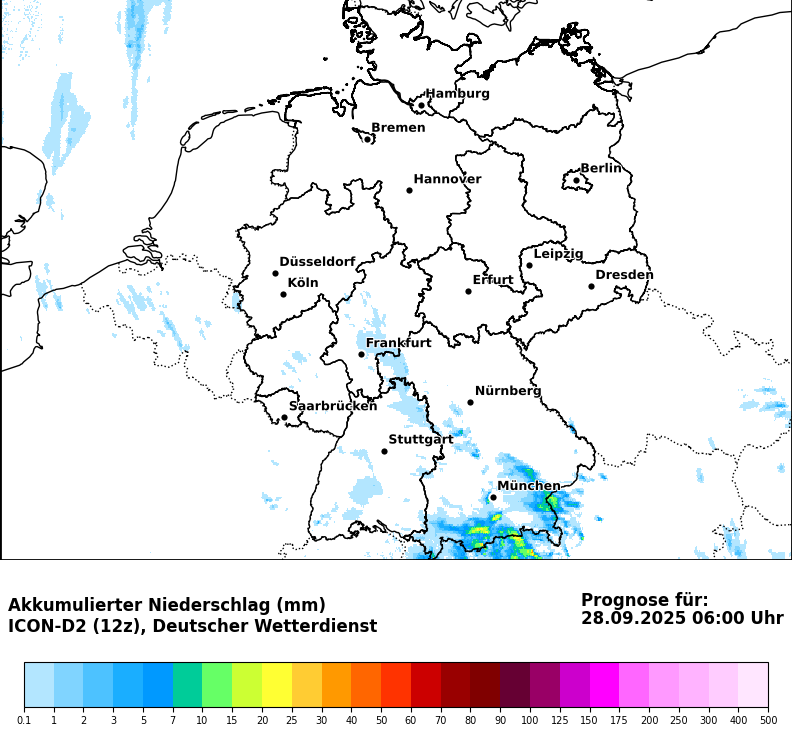 Hamburg
Bremen
Berlin
Hannover
Leipzig
Düsseldorf
Dresden
Köln
Erfurt
Frankfurt
Nürnberg
Saarbrücken
Stuttgart
München
Akkumulierter Niederschlag (mm)
ICON-D2 (12z), Deutscher Wetterdienst
Prognose für:
28.09.2025 06:00 Uhr
0.1 1 2 3 5 7 10 15 20 25 30 40 50 60 70 80 90 100 125 150 175 200 250 300 400 500